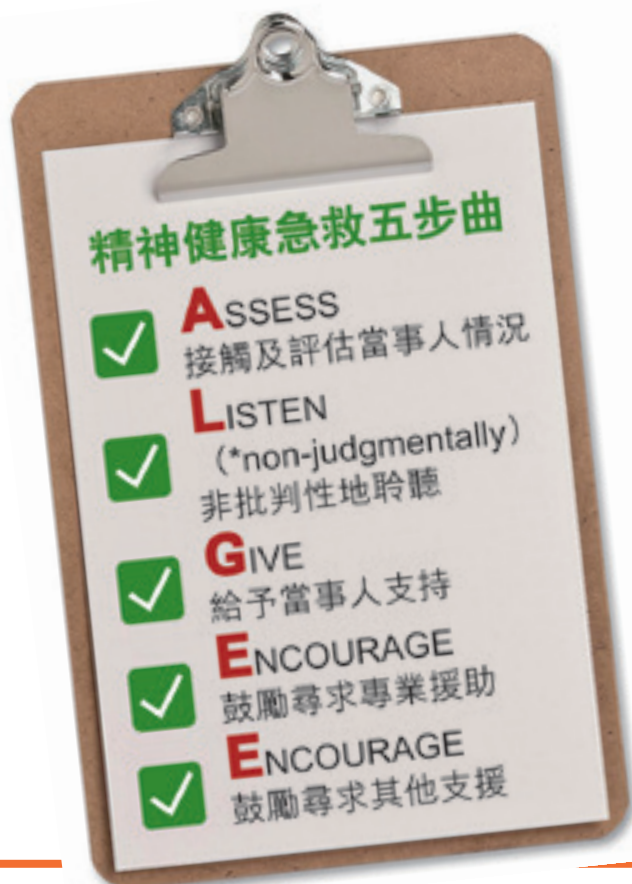 精神健康急救五步曲
ASSESS
接觸及評估當事人情況
LISTEN
（*non-judgmentally）
非批判性地聆聽
GIVE
給予當事人支持
ENCOURAGE
鼓勵尋求專業援助
ENCOURAGE
鼓勵尋求其他支援